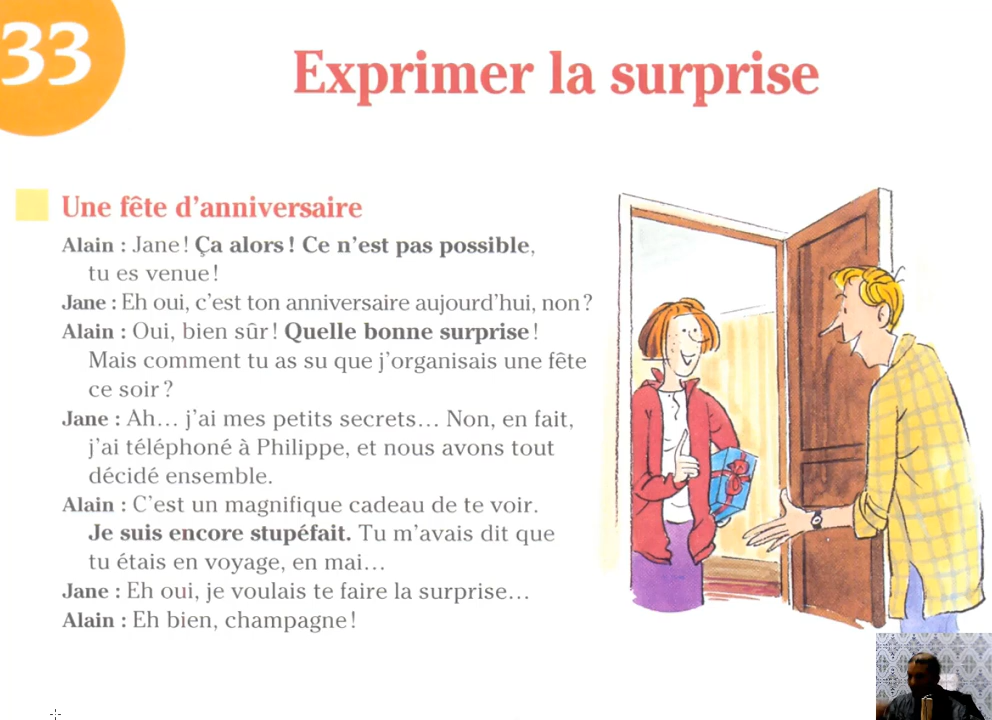 33
Exprimer la surprise
Une fête d'anniversaire
Alain : Jane ! Ça alors ! Ce n'est pas possible,
tu es venue !
Jane : Eh oui, c'est ton anniversaire aujourd'hui, non ?
Alain : Oui, bien sûr ! Quelle bonne surprise !
Mais comment tu as su que j'organisais une fête
ce soir ?
Jane : Ah… j'ai mes petits secrets… Non, en fait,
j'ai téléphoné à Philippe, et nous avons tout
décidé ensemble.
Alain : C'est un magnifique cadeau de te voir.
Je suis encore stupéfait. Tu m'avais dit que
tu étais en voyage, en mai…
Jane : Eh oui, je voulais te faire la surprise…
Alain : Eh bien, champagne !